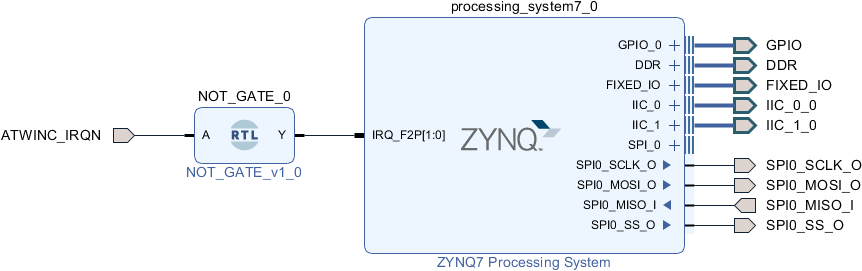 processing_system7_0
NOT_GATE_0
ATWINC_IRQN
A
RTL
Y
NOT_GATE_v1_0
IRQ_F2P[1:0]
ZYNQ
GPIO_0
DDR
FIXED_IO
IIC_0
IIC_1
SPI_0
SPI0_SCLK_O
SPI0_MOSI_O
SPI0_MISO_I
SPI0_SS_O
GPIO
DDR
FIXED_IO
IIC_0_0
IIC_1_0
SPI0_SCLK_O
SPI0_MOSI_O
SPI0_MISO_I
SPI0_SS_O
ZYNQ7 Processing System